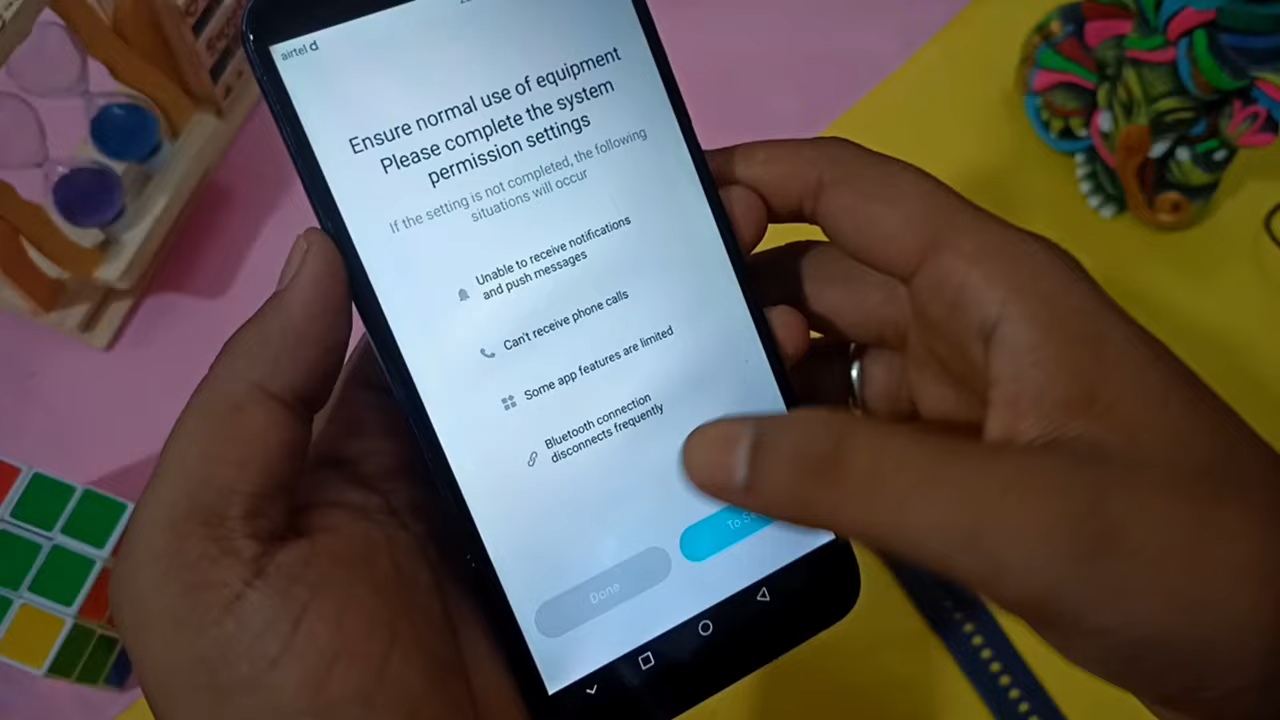 airtel
Ensure normal use of equipment
Please complete the system
permission settings
If the setting is not completed, the following
situations will occur
Unable to receive notifications
and push messages
Can't receive phone calls
Some app features are limited
Bluetooth connection
disconnects frequently
To
Done